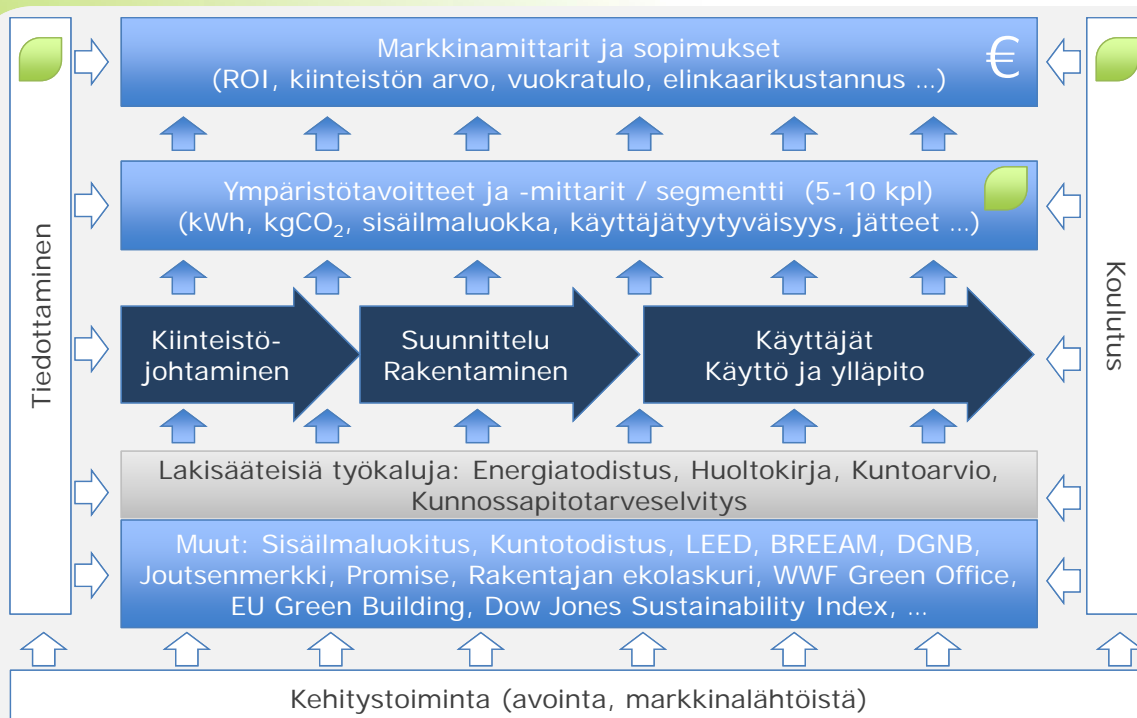 Markkinamittarit ja sopimukset
(ROI, kiinteistön arvo, vuokratulo, elinkaarikustannus …)
€
Ympäristötavoitteet ja -mittarit / segmentti (5-10 kpl)
(kWh, kgCO₂, sisäilmaluokka, käyttäjätyytyväisyys, jätteet …)
Tiedottaminen
Kiinteistö-
johtaminen
Suunnittelu
Rakentaminen
Käyttäjät
Käyttö ja ylläpito
Koulutus
Lakisääteisiä työkaluja: Energiatodistus, Huoltokirja, Kuntoarvio,
Kunnossapitotarveselvitys
Muut: Sisäilmaluokitus, Kuntotodistus, LEED, BREEAM, DGNB,
Joutsenmerkki, Promise, Rakentajan ekolaskuri, WWF Green Office,
EU Green Building, Dow Jones Sustainability Index, …
Kehitystoiminta (avointa, markkinalähtöistä)